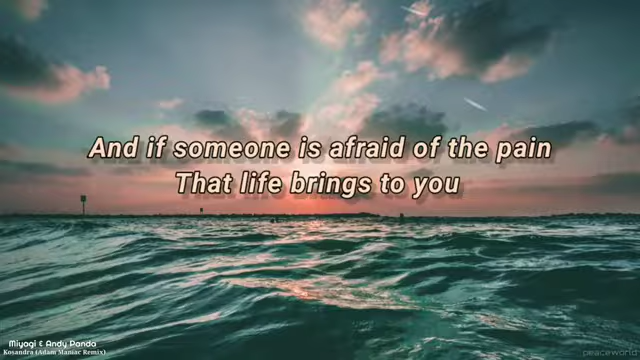 And if someone is afraid of the pain
That life brings to you
Miyagi & Andy Panda
Kosandra (Adam Maniac Remix)
peaceworld